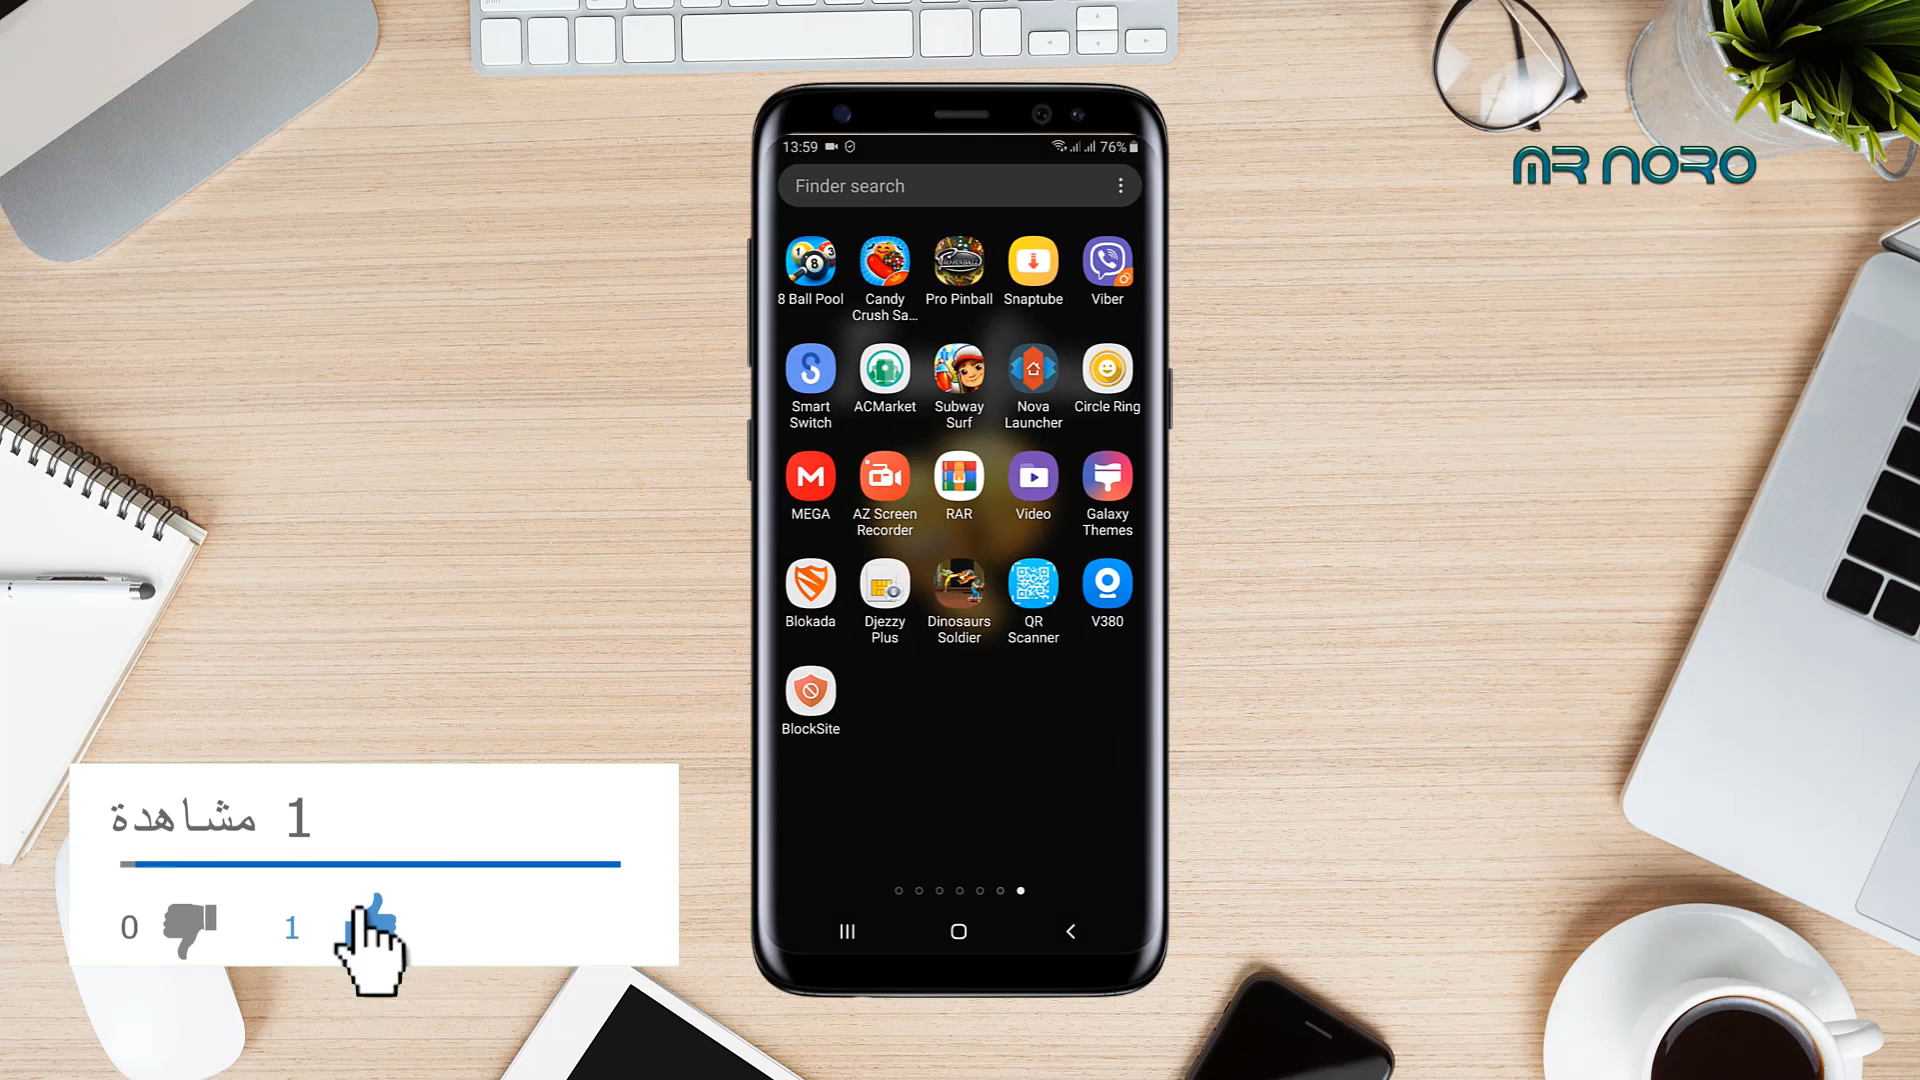 MR NORO
13:59 76%
Finder search
8 Ball Pool
Candy
Crush Sa...
Pro Pinball
Snaptube
Viber
Smart
Switch
ACMarket
Subway
Surf
Nova
Launcher
Circle Ring
MEGA
AZ Screen
Recorder
RAR
Video
Galaxy
Themes
Blokada
Djezzy
Plus
Dinosaurs
Soldier
QR
Scanner
V380
BlockSite
1 مشاهدة
0 1